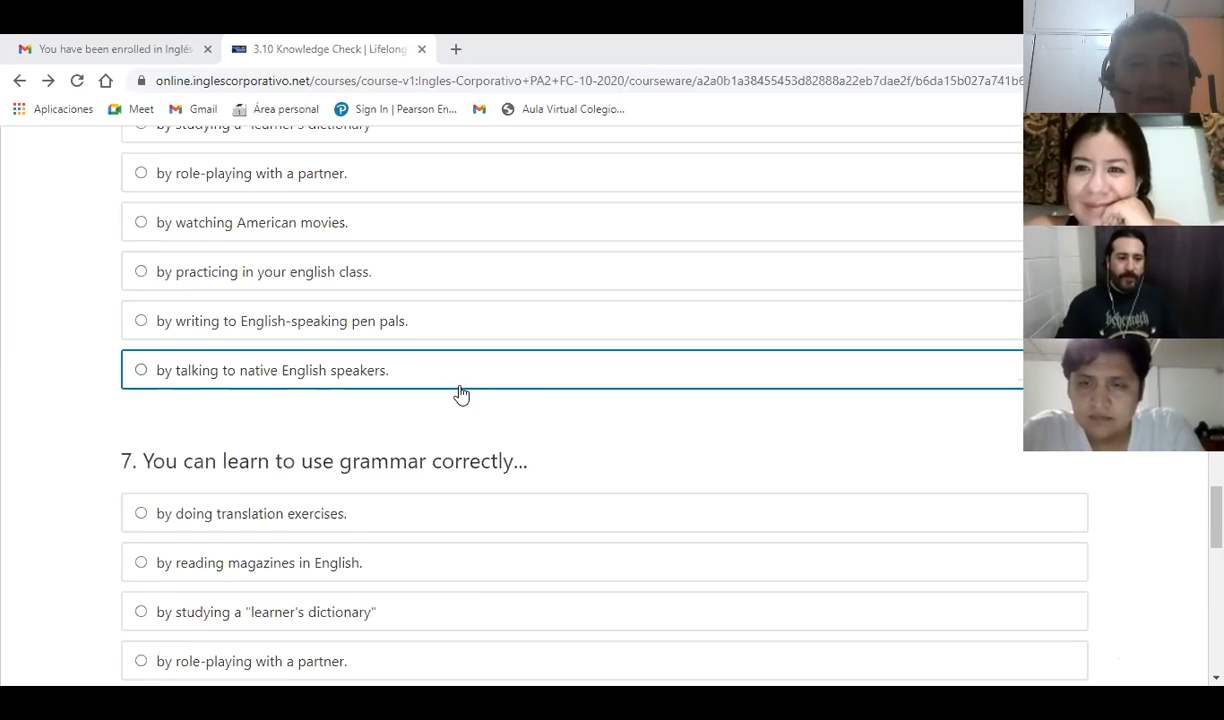 You have been enrolled in Inglés
3.10 Knowledge Check | Lifelong
online.inglescorporativo.net/courses/course-v1:Ingles-Corporativo+PA2+FC-10-2020/courseware/a2a0b1a38455453d82888a22eb7dae2f/b6da15b027a741b6
Aplicaciones
Meet
Gmail
Área personal
Sign In | Pearson En...
Aula Virtual Colegio...
by studying a "learner's dictionary"
by role-playing with a partner.
by watching American movies.
by practicing in your english class.
by writing to English-speaking pen pals.
by talking to native English speakers.
7. You can learn to use grammar correctly...
by doing translation exercises.
by reading magazines in English.
by studying a "learner's dictionary"
by role-playing with a partner.